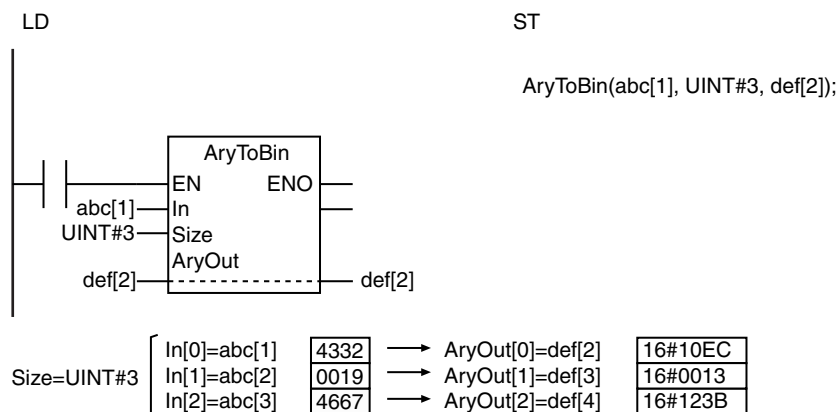 LD
ST
AryToBin(abc[1], UINT#3, def[2]);
AryToBin
EN ENO
abc[1] In
UINT#3 Size
AryOut
def[2] def[2]
Size=UINT#3
In[0]=abc[1] 4332 → AryOut[0]=def[2] 16#10EC
In[1]=abc[2] 0019 → AryOut[1]=def[3] 16#0013
In[2]=abc[3] 4667 → AryOut[2]=def[4] 16#123B